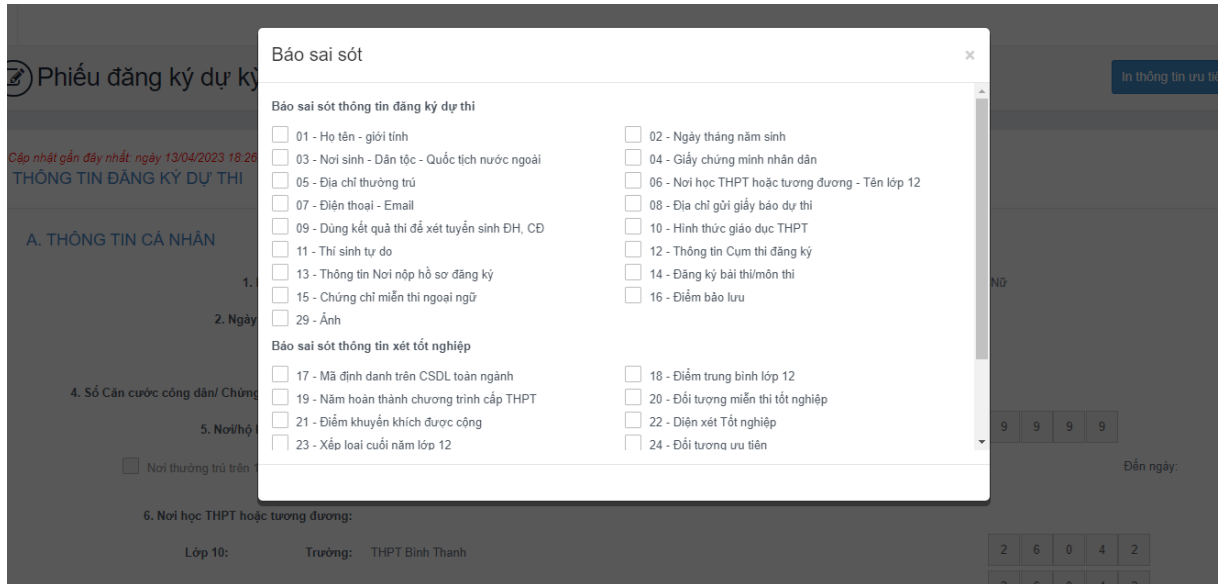 Báo sai sót ×
Phiếu đăng ký dự kỳ
In thông tin ưu
Báo sai sót thông tin đăng ký dự thi
01 - Họ tên - giới tính
02 - Ngày tháng năm sinh
Cập nhật gần đây nhất: ngày 13/04/2023 18:26
03 - Nơi sinh - Dân tộc - Quốc tịch nước ngoài
04 - Giấy chứng minh nhân dân
THÔNG TIN ĐĂNG KÝ DỰ THI
05 - Địa chỉ thường trú
06 - Nơi học THPT hoặc tương đương - Tên lớp 12
07 - Điện thoại - Email
08 - Địa chỉ gửi giấy báo dự thi
09 - Dùng kết quả thi để xét tuyển sinh ĐH, CĐ
10 - Hình thức giáo dục THPT
A. THÔNG TIN CÁ NHÂN
11 - Thí sinh tự do
12 - Thông tin Cụm thi đăng ký
13 - Thông tin Nơi nộp hồ sơ đăng ký
14 - Đăng ký bài thi/môn thi
1.
Nữ
15 - Chứng chỉ miễn thi ngoại ngữ
16 - Điểm bảo lưu
2. Ngày
29 - Ảnh
Báo sai sót thông tin xét tốt nghiệp
17 - Mã định danh trên CSDL toàn ngành
18 - Điểm trung bình lớp 12
4. Số Căn cước công dân/ Chứng
19 - Năm hoàn thành chương trình cấp THPT
20 - Đối tượng miễn thi tốt nghiệp
21 - Điểm khuyến khích được cộng
22 - Diện xét Tốt nghiệp
5. Nơi/hộ
9 9 9 9
23 - Xếp loại cuối năm lớp 12
24 - Đối tượng ưu tiên
Nơi thường trú trên
Đến ngày:
6. Nơi học THPT hoặc tương đương:
Lớp 10: Trường: THPT Bình Thanh
2 6 0 4 2